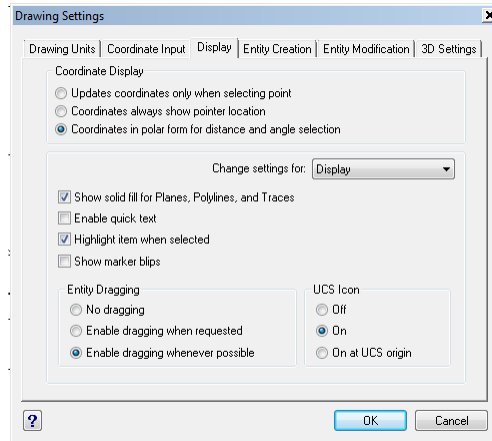 Drawing Settings
Drawing Units Coordinate Input Display Entity Creation Entity Modification 3D Settings
Coordinate Display
Updates coordinates only when selecting point
Coordinates always show pointer location
Coordinates in polar form for distance and angle selection
Change settings for: Display
Show solid fill for Planes, Polylines, and Traces
Enable quick text
Highlight item when selected
Show marker blips
Entity Dragging
No dragging
Enable dragging when requested
Enable dragging whenever possible
UCS Icon
Off
On
On at UCS origin
?
OK Cancel